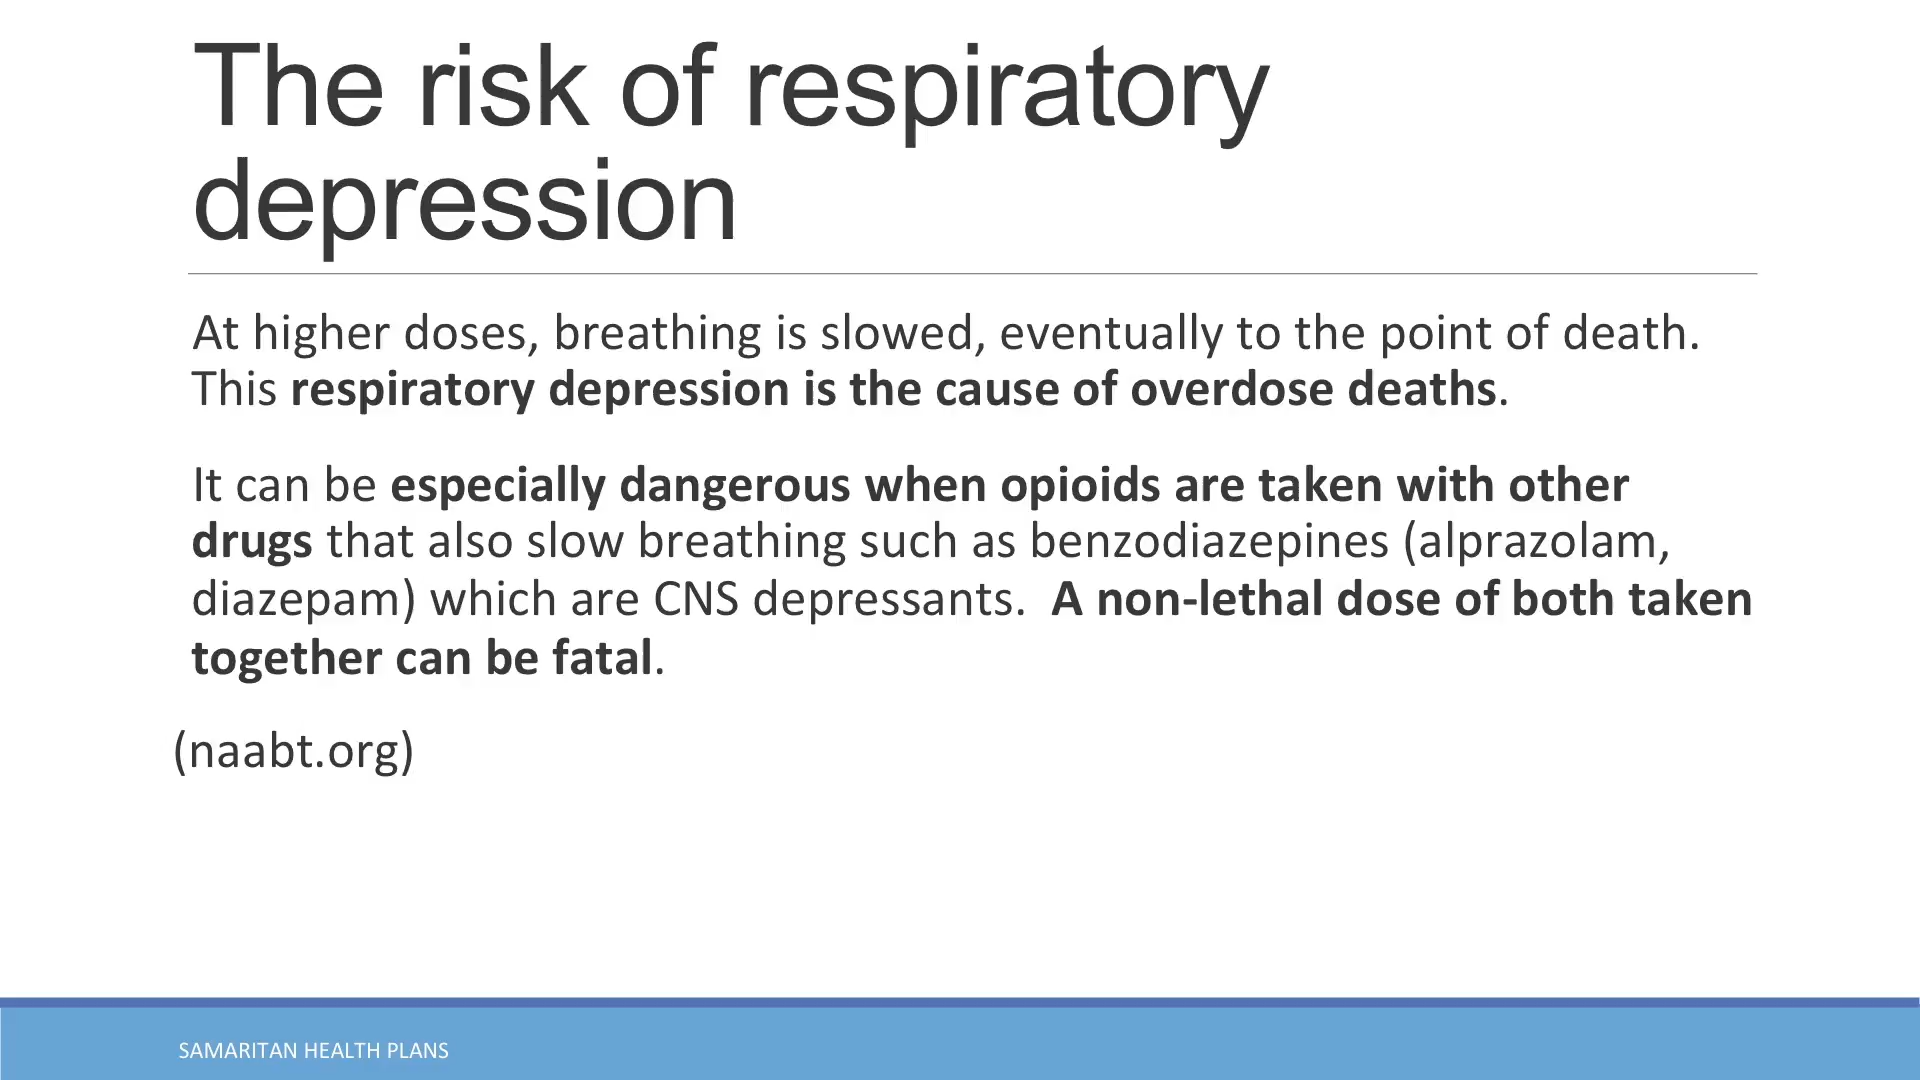 The risk of respiratory
depression
At higher doses, breathing is slowed, eventually to the point of death.
This respiratory depression is the cause of overdose deaths.
It can be especially dangerous when opioids are taken with other
drugs that also slow breathing such as benzodiazepines (alprazolam,
diazepam) which are CNS depressants.  A non-lethal dose of both taken
together can be fatal.
(naabt.org)
SAMARITAN HEALTH PLANS